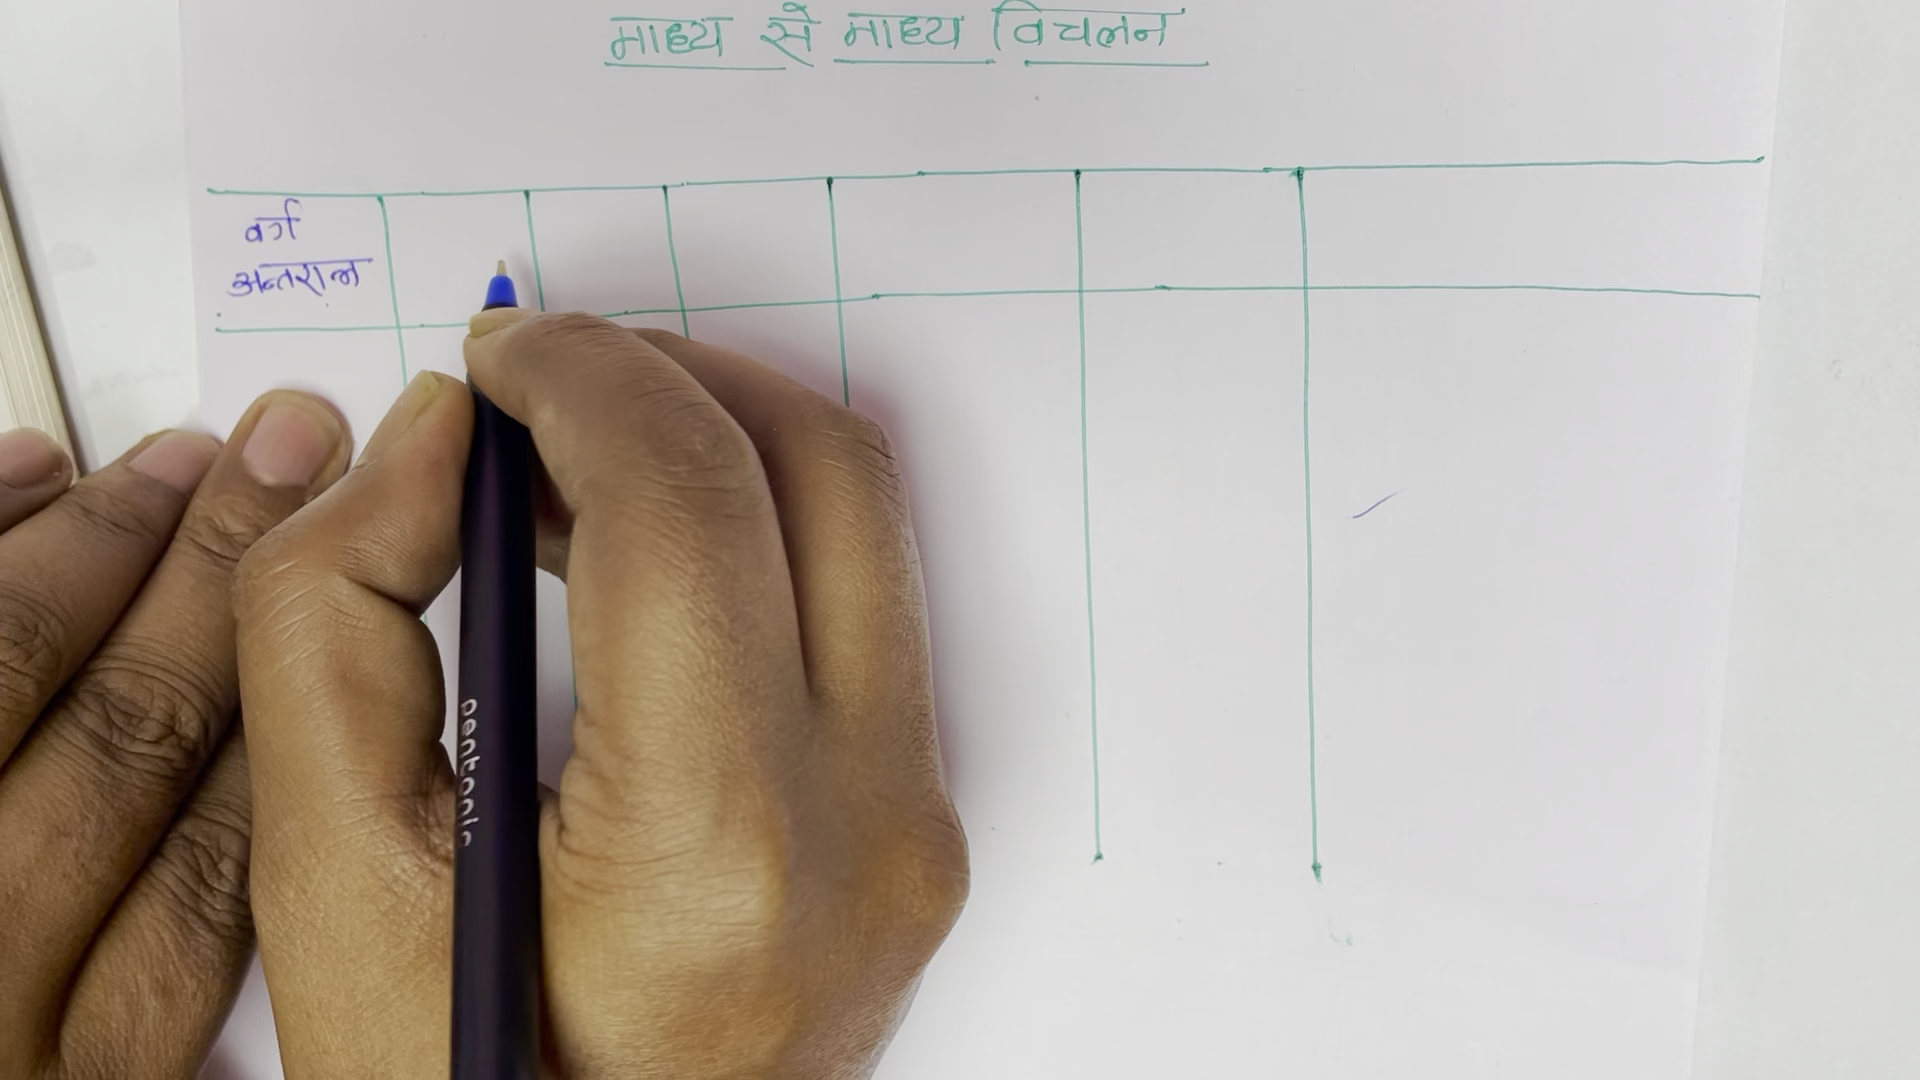 माध्य से माध्य विचलन
वर्ग
अन्तराल
pentonic